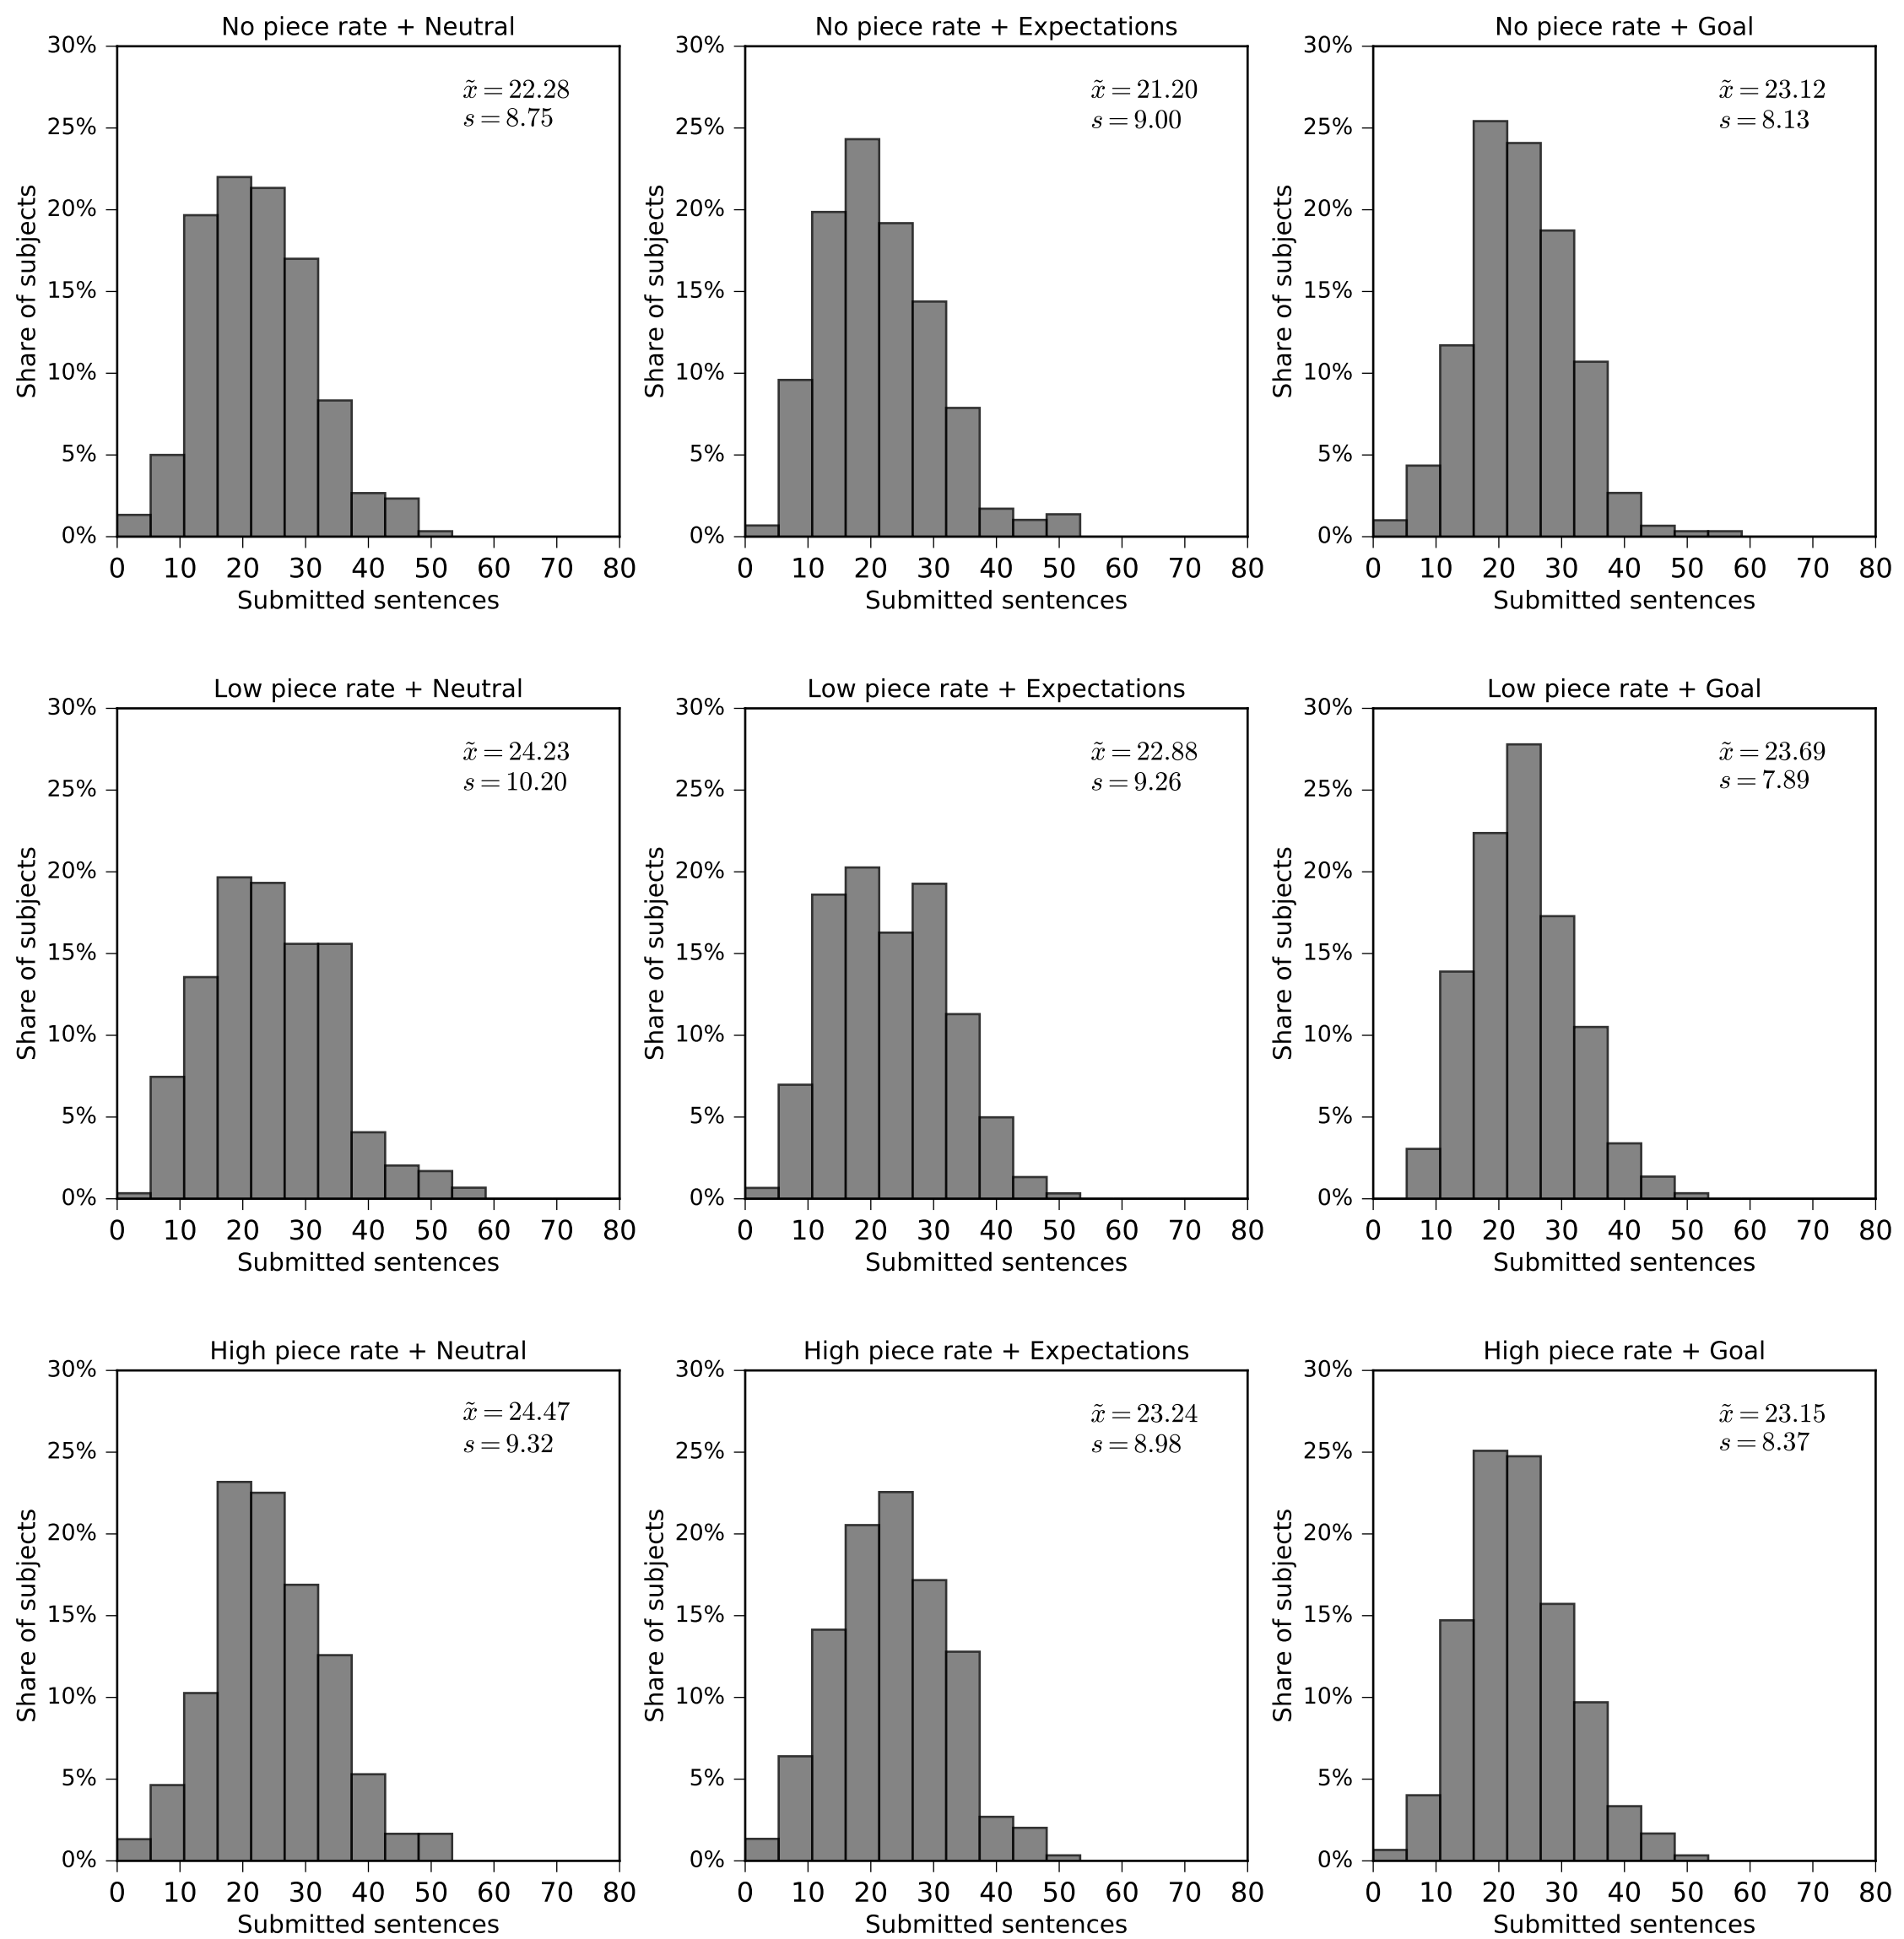 No piece rate + Neutral
30%
25%
20%
15%
10%
5%
0%
Share of subjects
x̃ = 22.28
s = 8.75
0 10 20 30 40 50 60 70 80
Submitted sentences
No piece rate + Expectations
30%
25%
20%
15%
10%
5%
0%
Share of subjects
x̃ = 21.20
s = 9.00
0 10 20 30 40 50 60 70 80
Submitted sentences
No piece rate + Goal
30%
25%
20%
15%
10%
5%
0%
Share of subjects
x̃ = 23.12
s = 8.13
0 10 20 30 40 50 60 70 80
Submitted sentences
Low piece rate + Neutral
30%
25%
20%
15%
10%
5%
0%
Share of subjects
x̃ = 24.23
s = 10.20
0 10 20 30 40 50 60 70 80
Submitted sentences
Low piece rate + Expectations
30%
25%
20%
15%
10%
5%
0%
Share of subjects
x̃ = 22.88
s = 9.26
0 10 20 30 40 50 60 70 80
Submitted sentences
Low piece rate + Goal
30%
25%
20%
15%
10%
5%
0%
Share of subjects
x̃ = 23.69
s = 7.89
0 10 20 30 40 50 60 70 80
Submitted sentences
High piece rate + Neutral
30%
25%
20%
15%
10%
5%
0%
Share of subjects
x̃ = 24.47
s = 9.32
0 10 20 30 40 50 60 70 80
Submitted sentences
High piece rate + Expectations
30%
25%
20%
15%
10%
5%
0%
Share of subjects
x̃ = 23.24
s = 8.98
0 10 20 30 40 50 60 70 80
Submitted sentences
High piece rate + Goal
30%
25%
20%
15%
10%
5%
0%
Share of subjects
x̃ = 23.15
s = 8.37
0 10 20 30 40 50 60 70 80
Submitted sentences